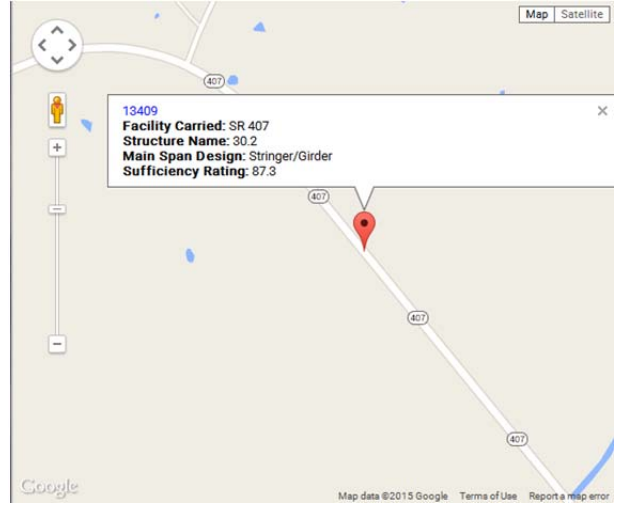 Map Satellite
407
13409
Facility Carried: SR 407
Structure Name: 30.2
Main Span Design: Stringer/Girder
Sufficiency Rating: 87.3
407
407
407
Google
Map data ©2015 Google Terms of Use Report a map error